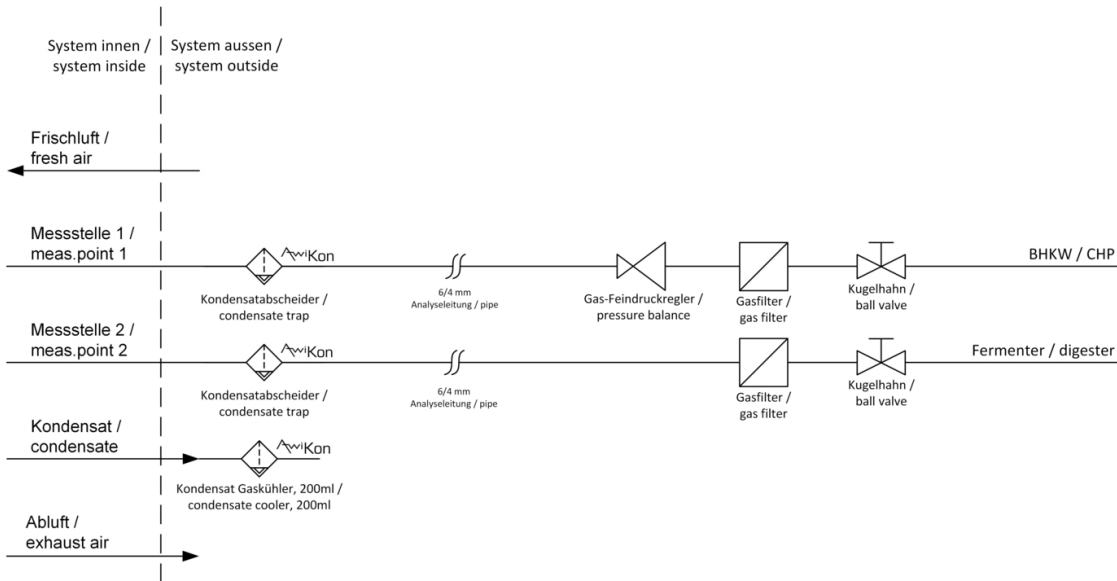 System innen /
system inside
System aussen /
system outside
Frischluft /
fresh air
Messstelle 1 /
meas.point 1
AwiKon
Kondensatabscheider /
condensate trap
6/4 mm
Analyseleitung / pipe
Gas-Feindruckregler /
pressure balance
Gasfilter /
gas filter
Kugelhahn /
ball valve
BHKW / CHP
Messstelle 2 /
meas.point 2
AwiKon
Kondensatabscheider /
condensate trap
6/4 mm
Analyseleitung / pipe
Gasfilter /
gas filter
Kugelhahn /
ball valve
Fermenter / digester
Kondensat /
condensate
AwiKon
Kondensat Gaskühler, 200ml /
condensate cooler, 200ml
Abluft /
exhaust air